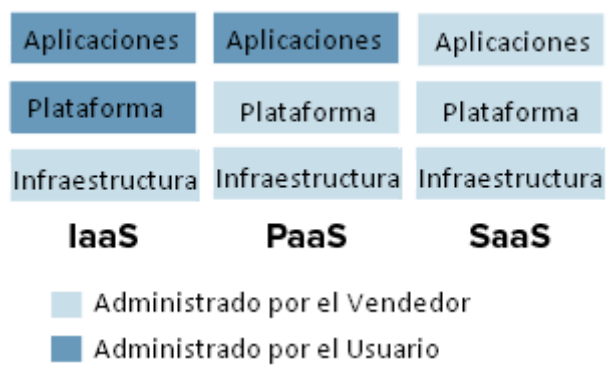 Aplicaciones Aplicaciones Aplicaciones
Plataforma Plataforma Plataforma
Infraestructura Infraestructura Infraestructura
IaaS PaaS SaaS
Administrado por el Vendedor
Administrado por el Usuario